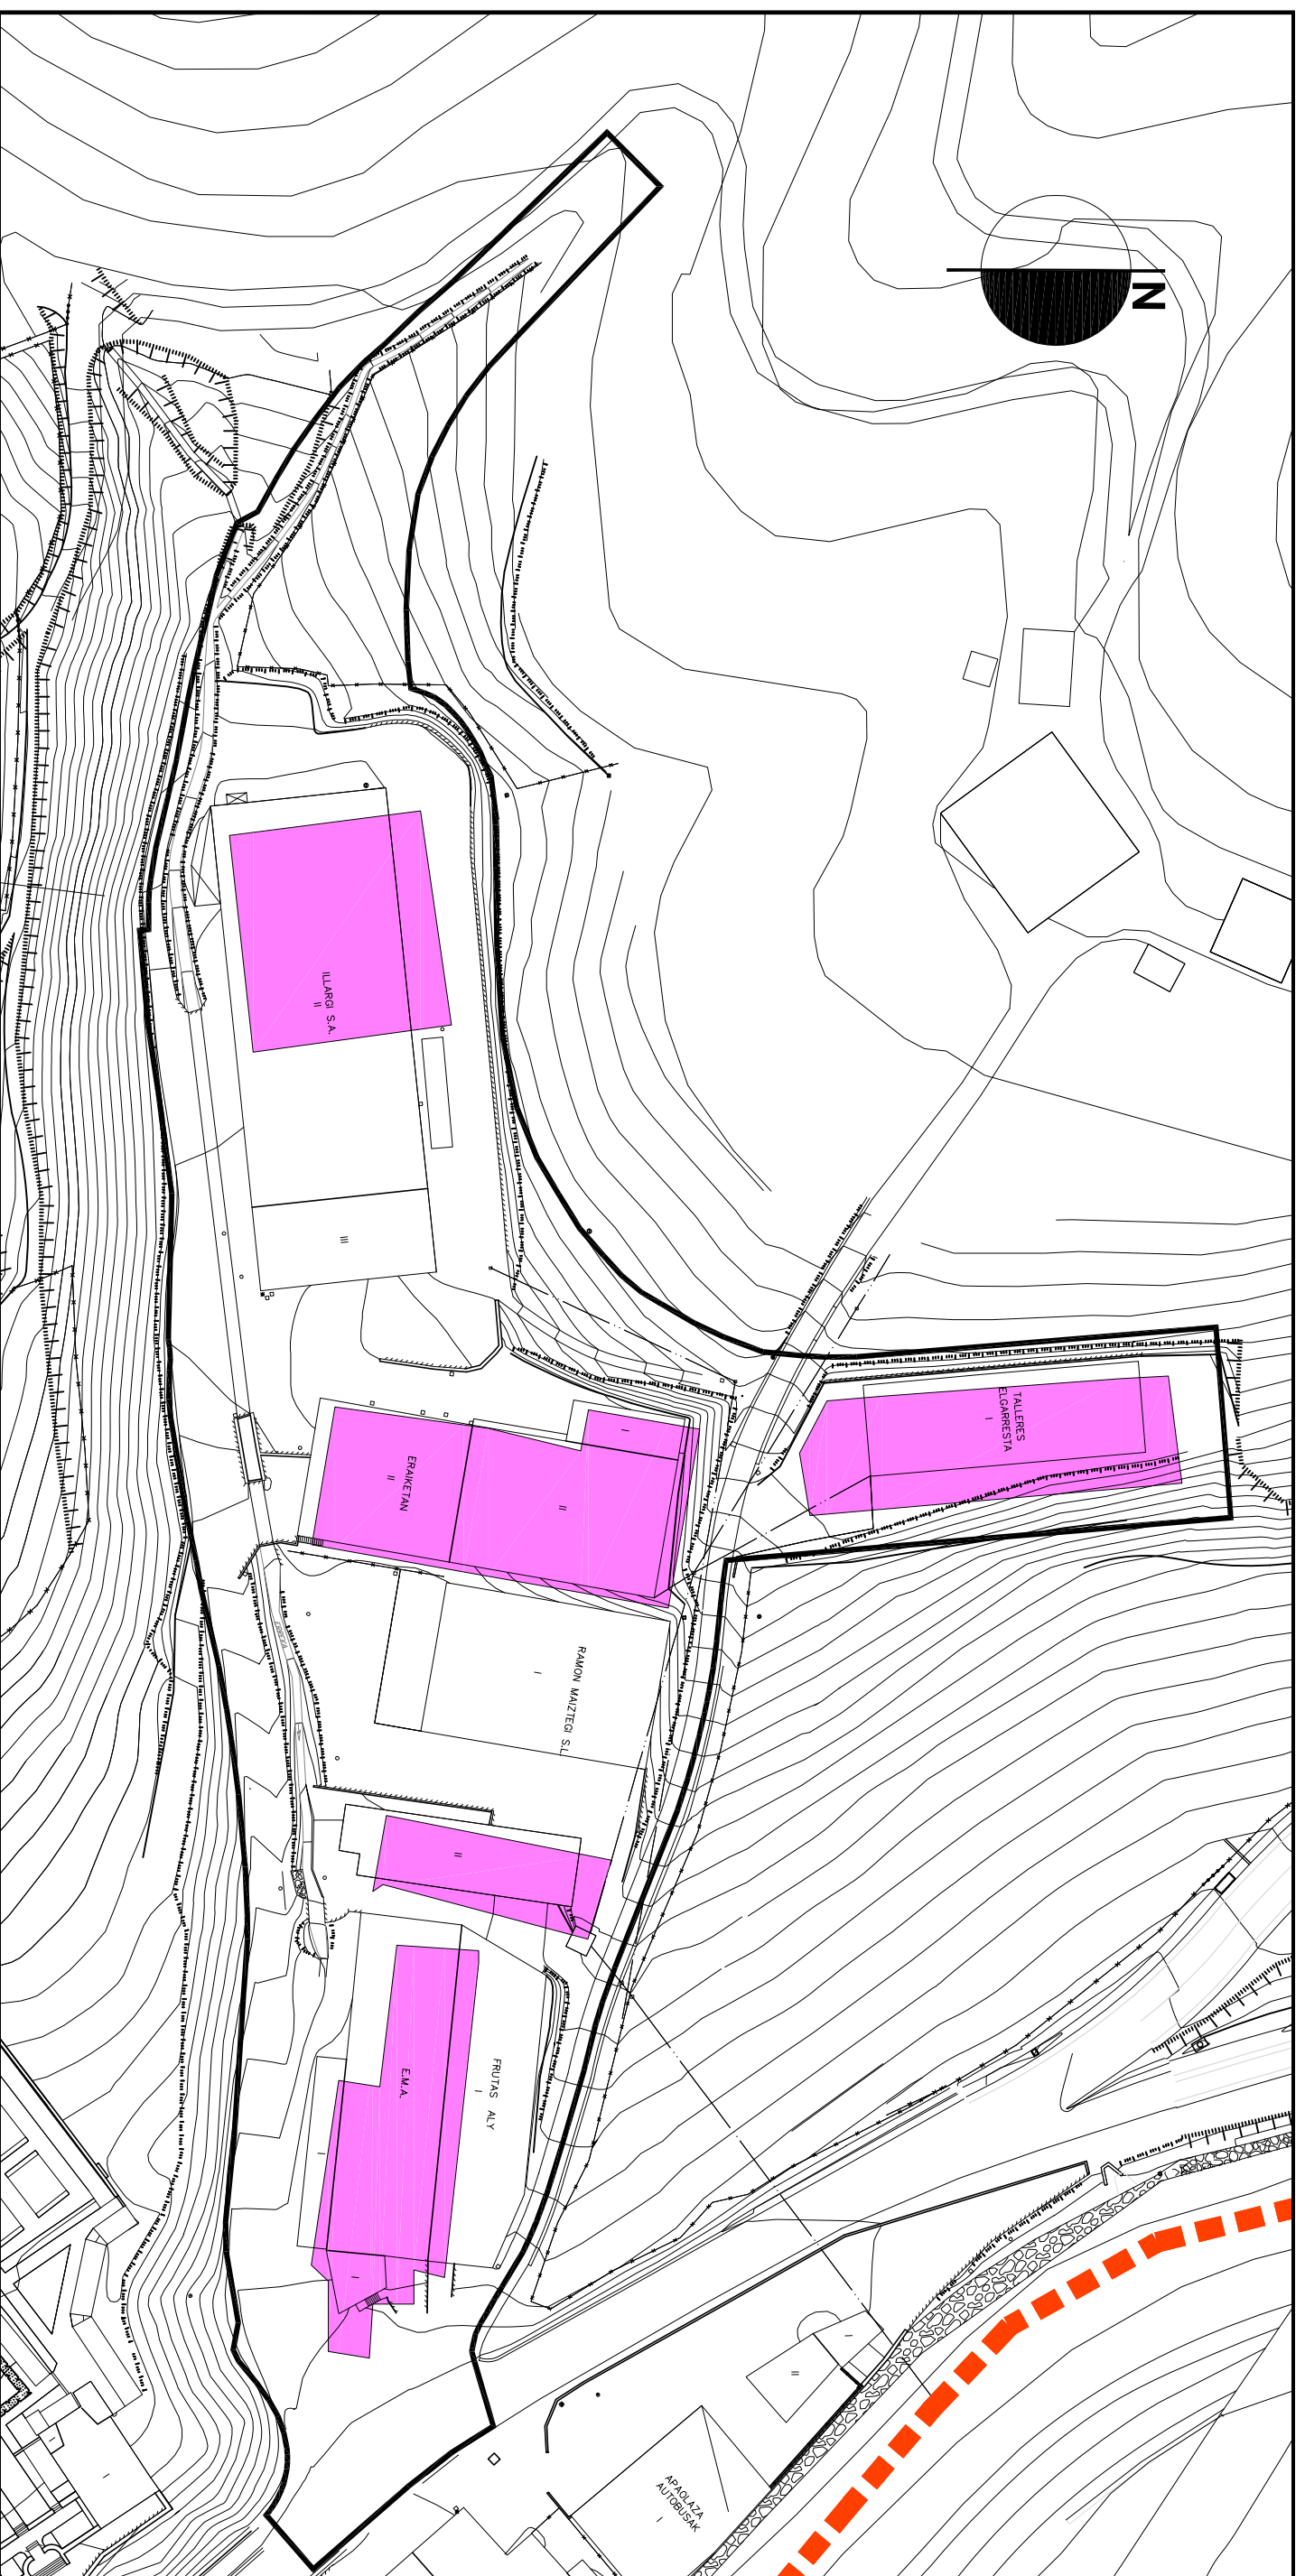 N
ILLARGI S.A.
II
III
TALLERES
ELGARRESTA
I
I
ERAIKETAN
II
II
RAMON MAIZTEGI S.L
I
II
FRUTAS ALY
I
E.M.A.
I
I
I
II
APAOLAZA
AUTOBUSAK
I